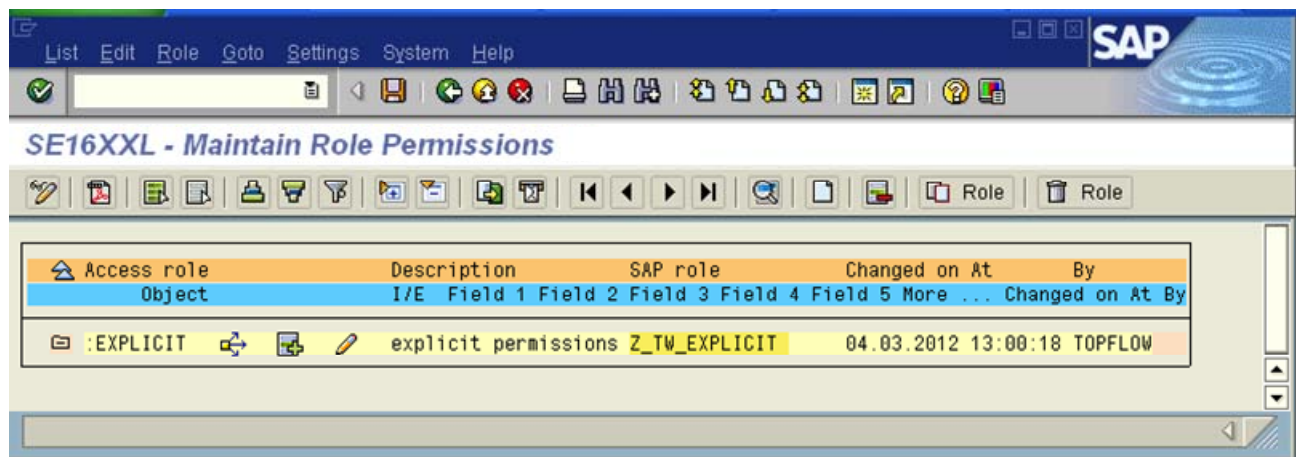 List Edit Role Goto Settings System Help
SAP
SE16XXL - Maintain Role Permissions
Role Role
Access role Description SAP role Changed on At By
Object I/E Field 1 Field 2 Field 3 Field 4 Field 5 More ... Changed on At By
:EXPLICIT explicit permissions Z_TW_EXPLICIT 04.03.2012 13:00:18 TOPFLOW